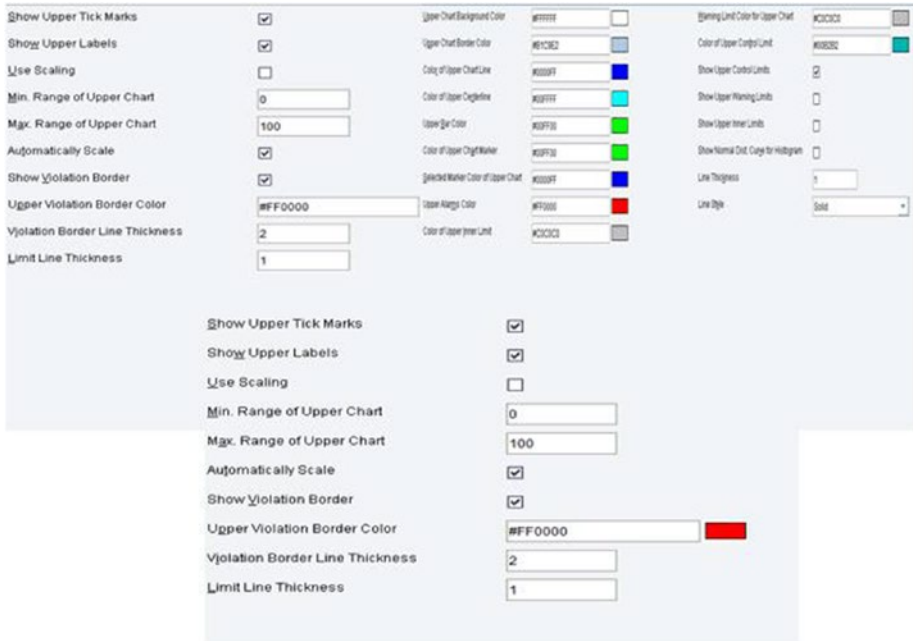 Show Upper Tick Marks
Show Upper Labels
Use Scaling
Min. Range of Upper Chart 0
Max. Range of Upper Chart 100
Automatically Scale
Show Violation Border
Upper Violation Border Color #FF0000
Violation Border Line Thickness 2
Limit Line Thickness 1
Upper Chart Background Color #FFFFFF
Upper Chart Border Color #B1C9E2
Color of Upper Chart Line #0000FF
Color of Upper Centerline #00FFFF
Upper Bar Color #00FF00
Color of Upper Chart Marker #00FF00
Selected Marker Color of Upper Chart #0000FF
Upper Alarms Color #FF0000
Color of Upper Inner Limit #C0C0C0
Warning Limit Color for Upper Chart #C0C0C0
Color of Upper Control Limit
Show Upper Control Limits
Show Upper Warning Limits
Show Upper Inner Limits
Show Normal Dist. Curve for Histogram
Line Thickness 1
Line Style Solid
Show Upper Tick Marks
Show Upper Labels
Use Scaling
Min. Range of Upper Chart 0
Max. Range of Upper Chart 100
Automatically Scale
Show Violation Border
Upper Violation Border Color #FF0000
Violation Border Line Thickness 2
Limit Line Thickness 1